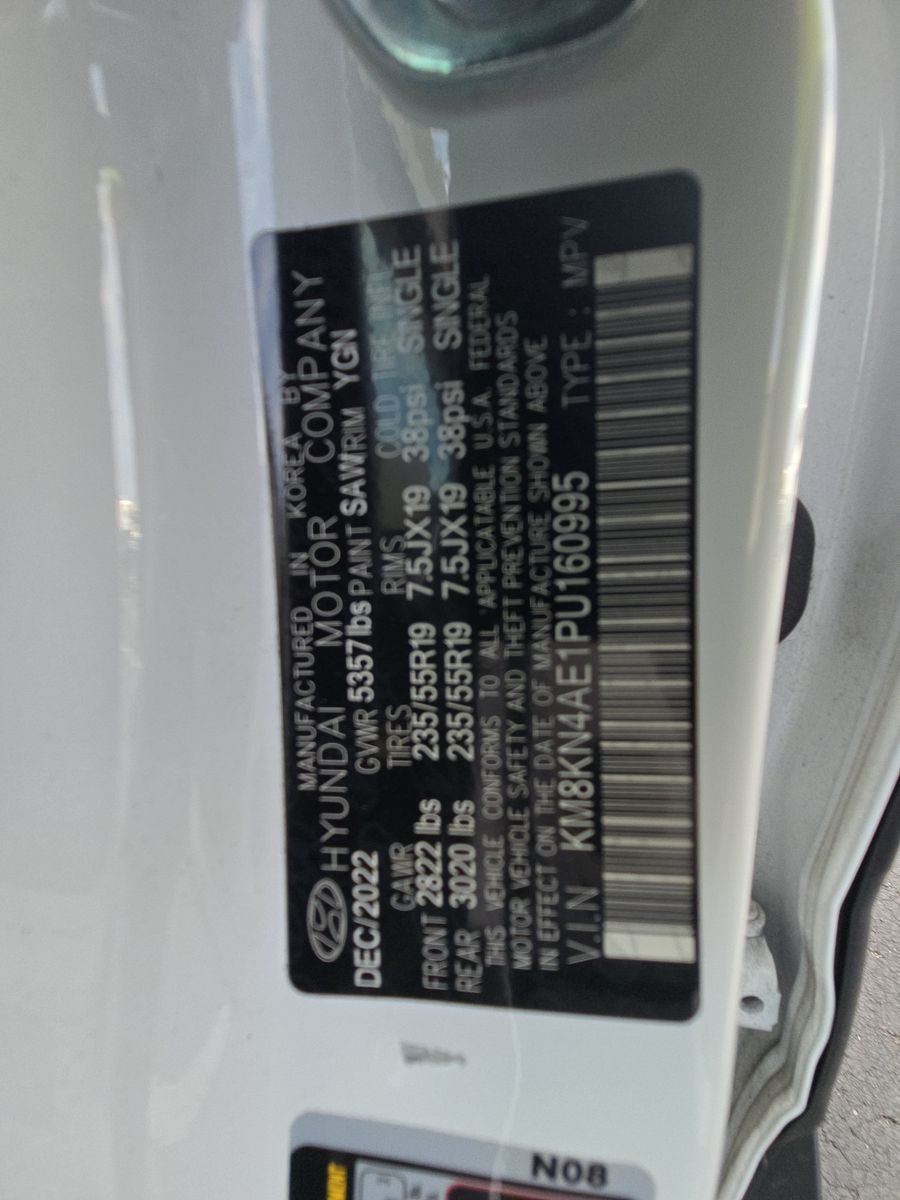 MANUFACTURED IN KOREA BY
HYUNDAI MOTOR COMPANY
DEC/2022 GVWR 5357lbs PAINT SAW TRIM YGN
GAWR TIRES RIMS COLD TIRE INFL
FRONT 2822 lbs 235/55R19 7.5JX19 38psi SINGLE
REAR 3020 lbs 235/55R19 7.5JX19 38psi SINGLE
THIS VEHICLE CONFORMS TO ALL APPLICATABLE U.S.A. FEDERAL
MOTOR VEHICLE SAFETY AND THEFT PREVENTION STANDARDS
IN EFFECT ON THE DATE OF MANUFACTURE SHOWN ABOVE
V.I.N KM8KN4AE1PU160995 TYPE : MPV
N08